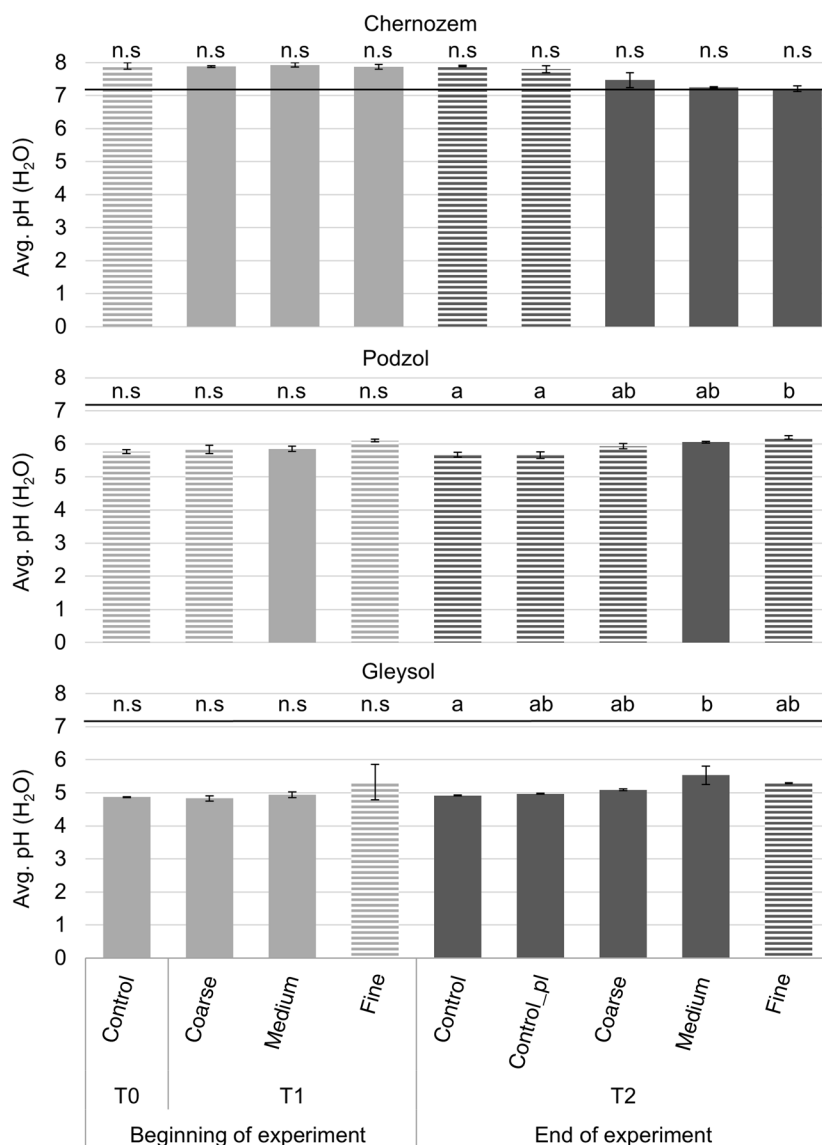 Chernozem
n.s n.s n.s n.s n.s n.s n.s n.s n.s
8
7
6
5
4
3
2
1
0
Avg. pH (H₂O)
Podzol
n.s n.s n.s n.s a a ab ab b
8
7
6
5
4
3
2
1
0
Avg. pH (H₂O)
Gleysol
n.s n.s n.s n.s a ab ab b ab
8
7
6
5
4
3
2
1
0
Avg. pH (H₂O)
Control Coarse Medium Fine Control Control_pl Coarse Medium Fine
T0 T1 T2
Beginning of experiment End of experiment